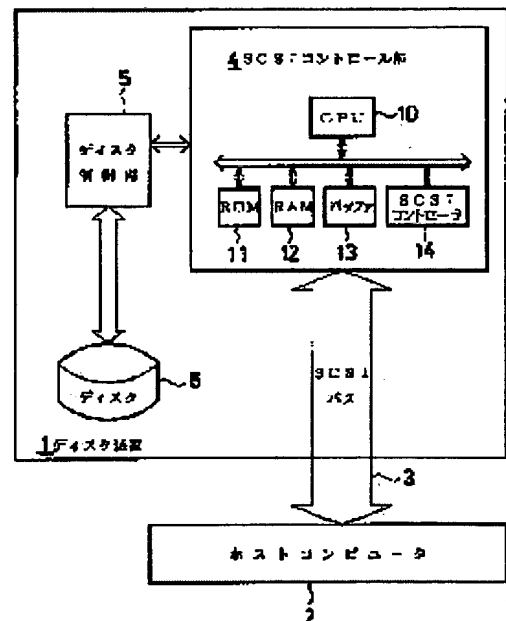 4 SCSIコントロール部
5
ディスク
制御部
CPU
10
ROM
RAM
バッファ
SCSI
コントローラ
11
12
13
14
SCSI
バス
ディスク
1 ディスク装置
3
ホストコンピュータ
2